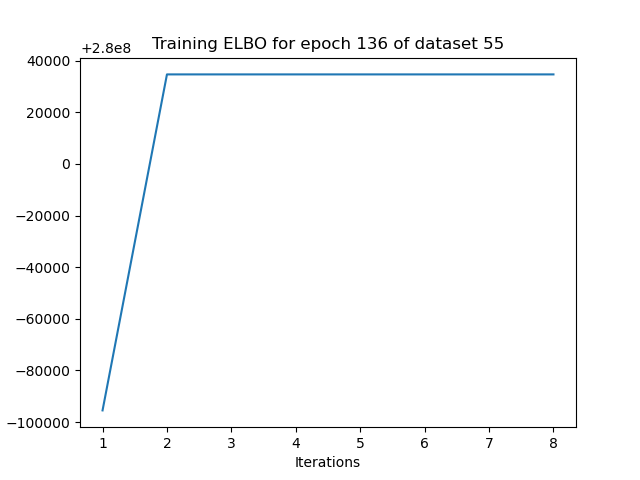 Training ELBO for epoch 136 of dataset 55
+2.8e8
40000
20000
0
−20000
−40000
−60000
−80000
−100000
1 2 3 4 5 6 7 8
Iterations